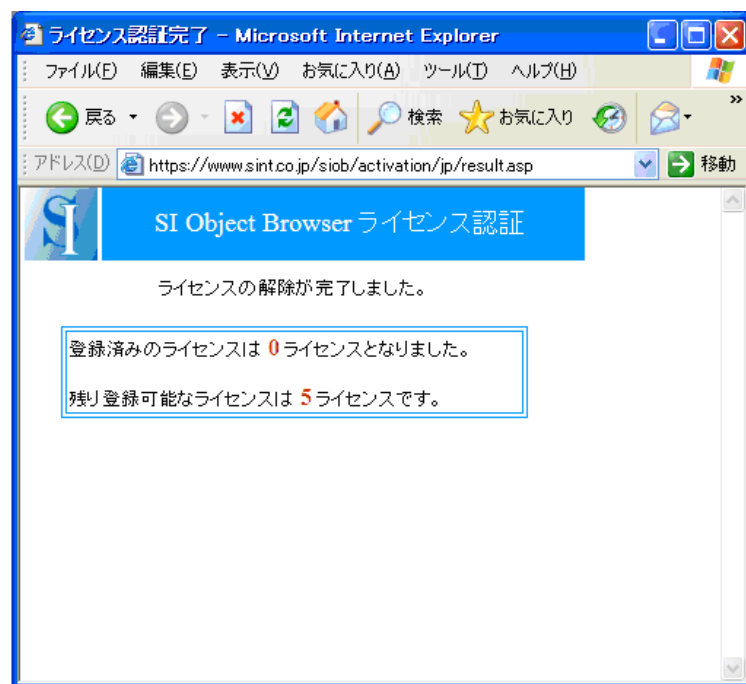 ライセンス認証完了 - Microsoft Internet Explorer
ファイル(F) 編集(E) 表示(V) お気に入り(A) ツール(T) ヘルプ(H)
戻る 検索 お気に入り »
アドレス(D) https://www.sint.co.jp/siob/activation/jp/result.asp 移動
SI SI Object Browser ライセンス認証
ライセンスの解除が完了しました。
登録済みのライセンスは 0 ライセンスとなりました。
残り登録可能なライセンスは 5 ライセンスです。